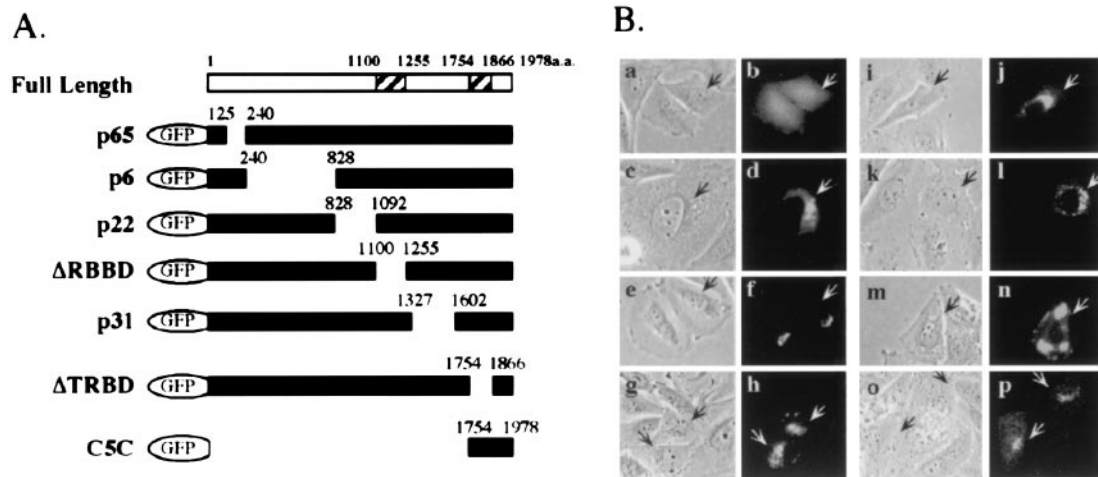 A.
1 1100 1255 1754 1866 1978a.a.
Full Length
125 240
p65 GFP
240 828
p6 GFP
828 1092
p22 GFP
1100 1255
ΔRBBD GFP
1327 1602
p31 GFP
1754 1866
ΔTRBD GFP
1754 1978
C5C GFP
B.
a b i j
c d k l
e f m n
g h o p